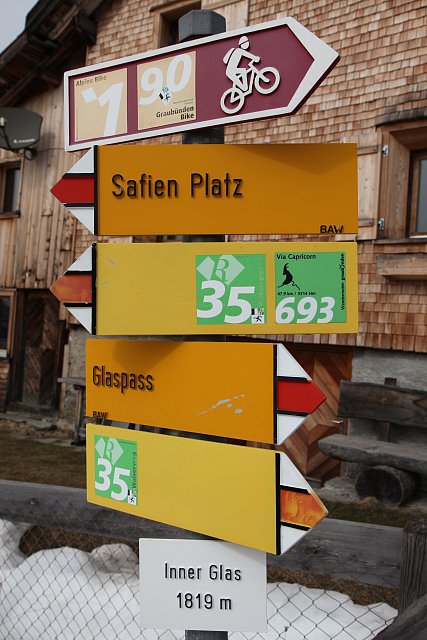 Alpine Bike
1
90
Graubünden
Bike
Safien Platz
BAW
35
Via Capricorn
693
Glaspass
BAW
R
35
Inner Glas
1819 m